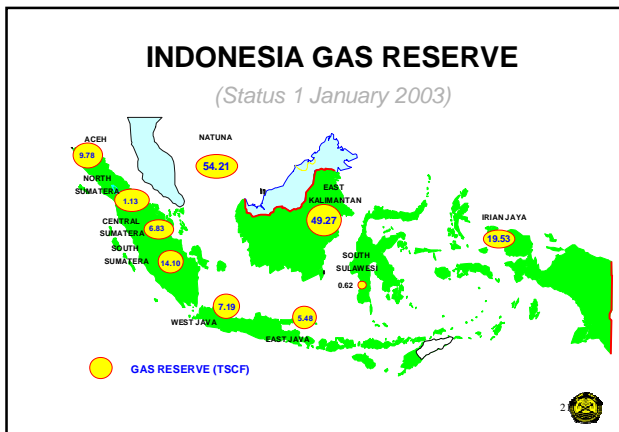 INDONESIA GAS RESERVE
(Status 1 January 2003)
ACEH
9.78
NATUNA
54.21
NORTH
SUMATERA
1.13
EAST
KALIMANTAN
49.27
IRIAN JAYA
19.53
CENTRAL
SUMATERA
6.83
SOUTH
SUMATERA
14.10
SOUTH
SULAWESI
0.62
7.19
WEST JAVA
5.48
EAST JAVA
GAS RESERVE (TSCF)
2